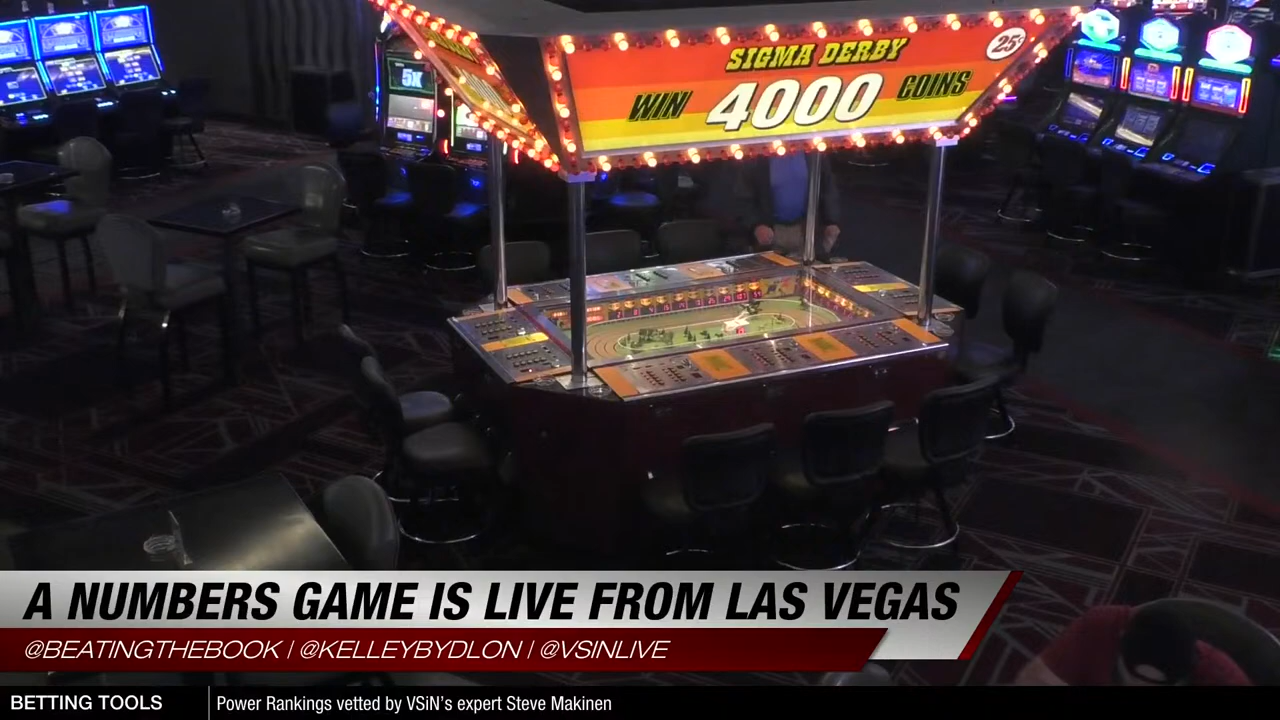 SIGMA DERBY
25¢
WIN 4000 COINS
5X
A NUMBERS GAME IS LIVE FROM LAS VEGAS
@BEATINGTHEBOOK | @KELLEYBYDLON | @VSINLIVE
BETTING TOOLS
Power Rankings vetted by VSiN's expert Steve Makinen